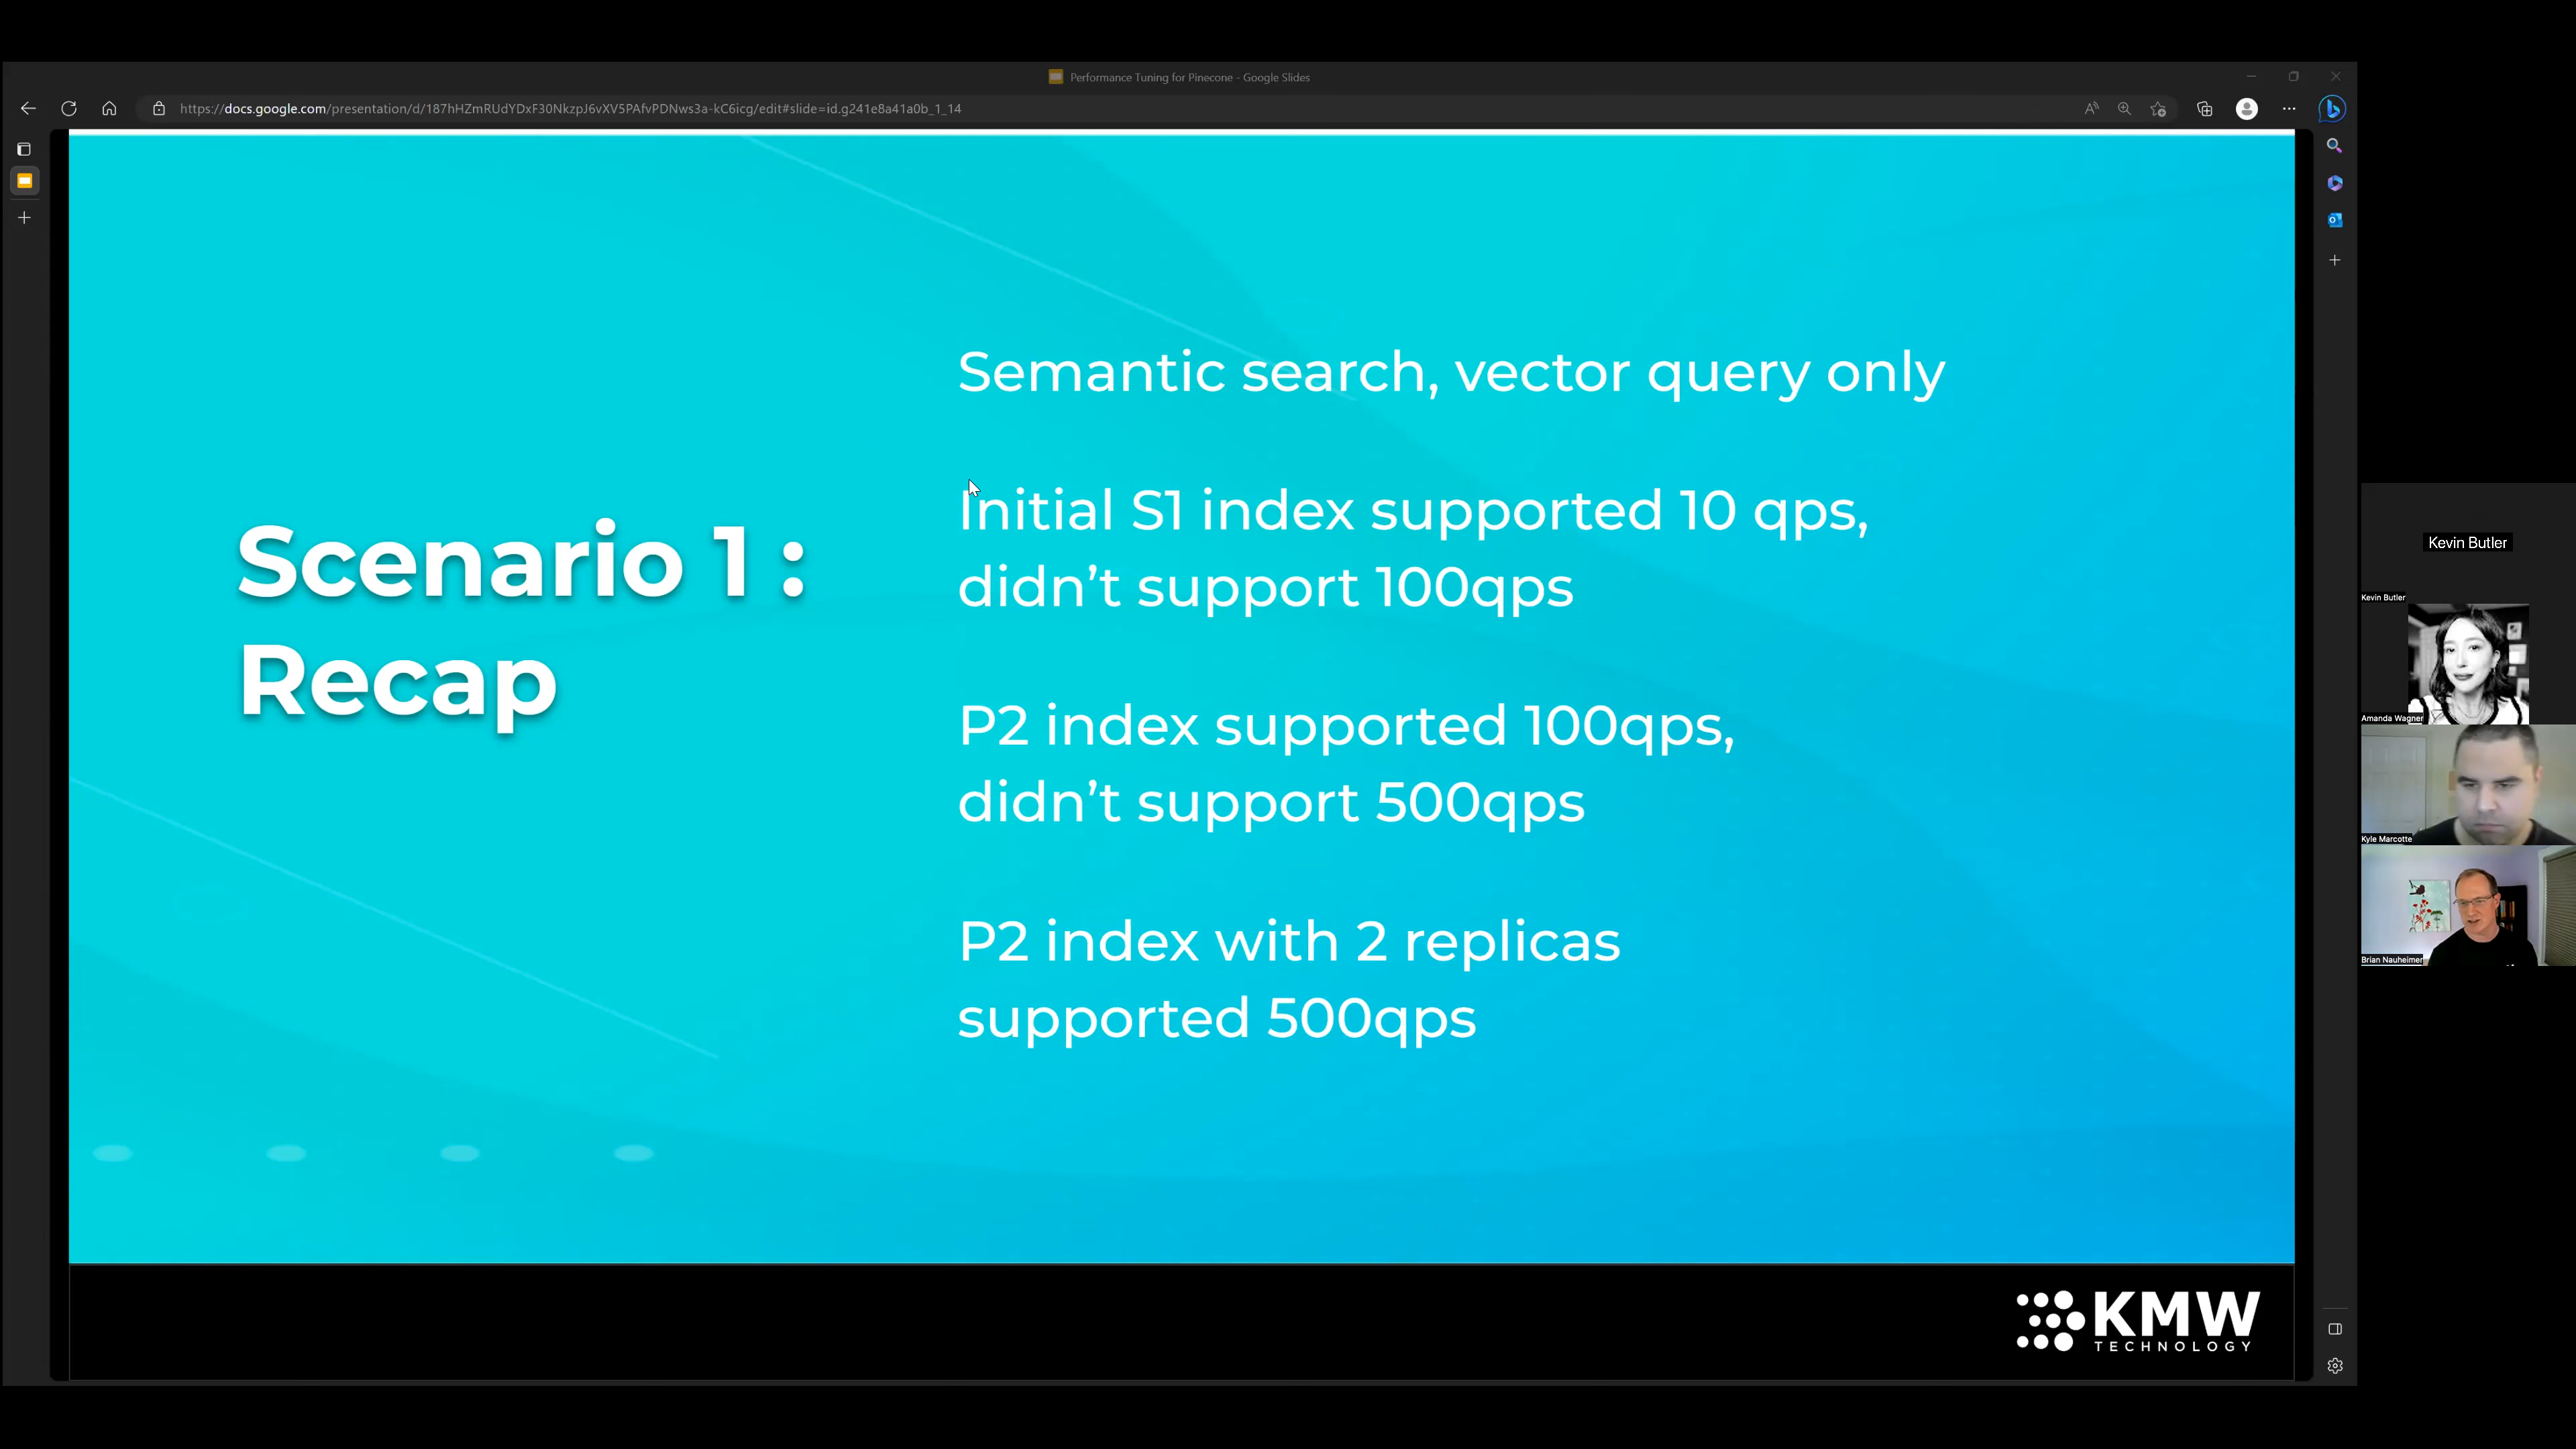 Performance Tuning for Pinecone - Google Slides
https://docs.google.com/presentation/d/187hHZmRUdYDxF30NkzpJ6vXV5PAfvPDNws3a-kC6icg/edit#slide=id.g241e8a41a0b_1_14
Scenario 1 :
Recap
Semantic search, vector query only
Initial S1 index supported 10 qps,
didn’t support 100qps
P2 index supported 100qps,
didn’t support 500qps
P2 index with 2 replicas
supported 500qps
KMW
TECHNOLOGY
Kevin Butler
Kevin Butler
Amanda Wagner
Kyle Marcotte
Brian Nauheimer